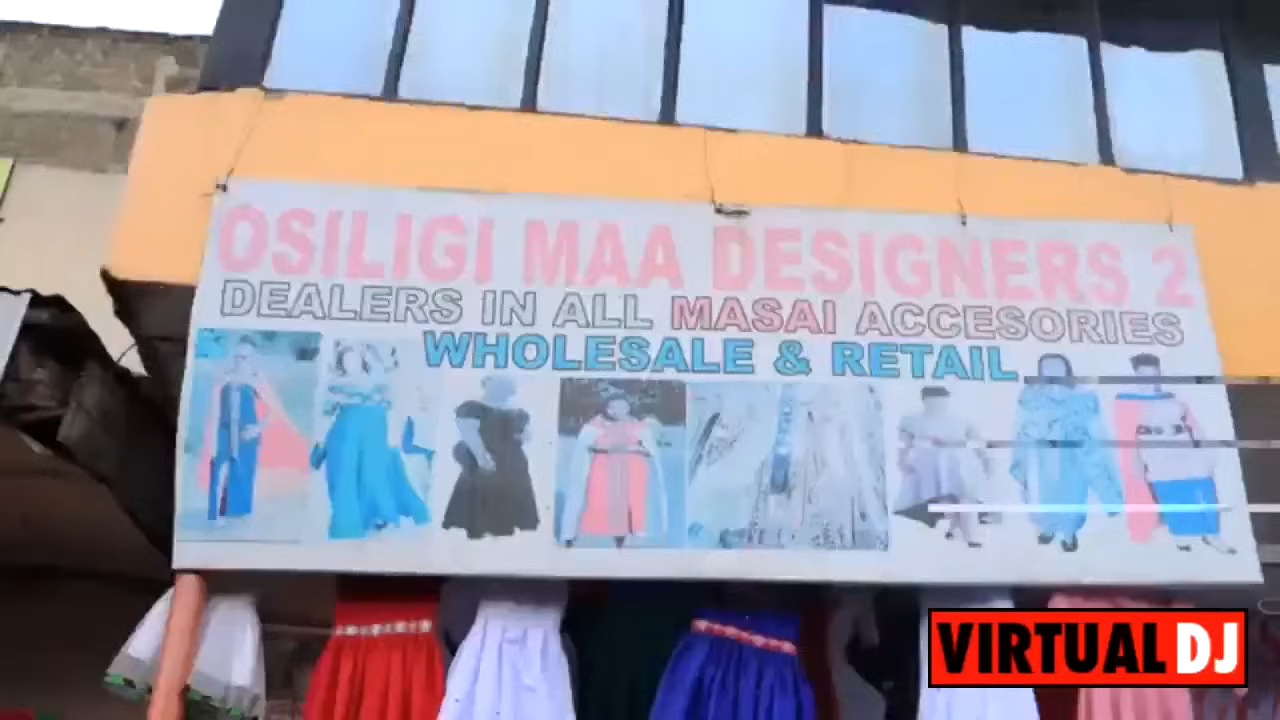 OSILIGI MAA DESIGNERS 2
DEALERS IN ALL MASAI ACCESORIES
WHOLESALE & RETAIL
VIRTUAL DJ